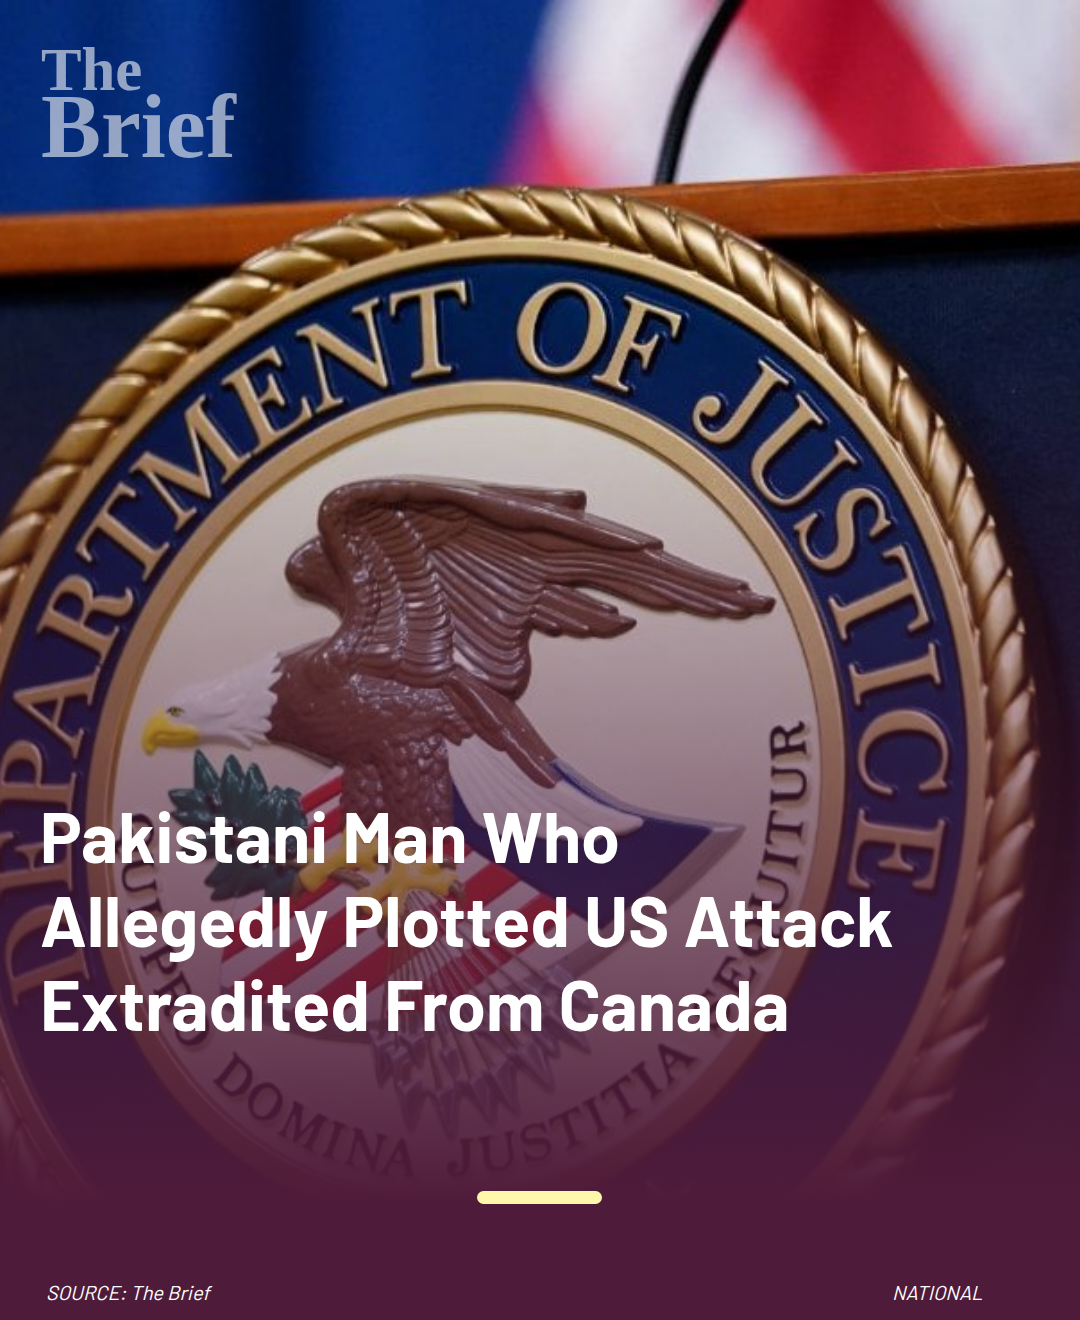 The
Brief
DEPARTMENT OF JUSTICE
QUI PRO DOMINA JUSTITIA SEQUITUR
Pakistani Man Who
Allegedly Plotted US Attack
Extradited From Canada
SOURCE: The Brief
NATIONAL